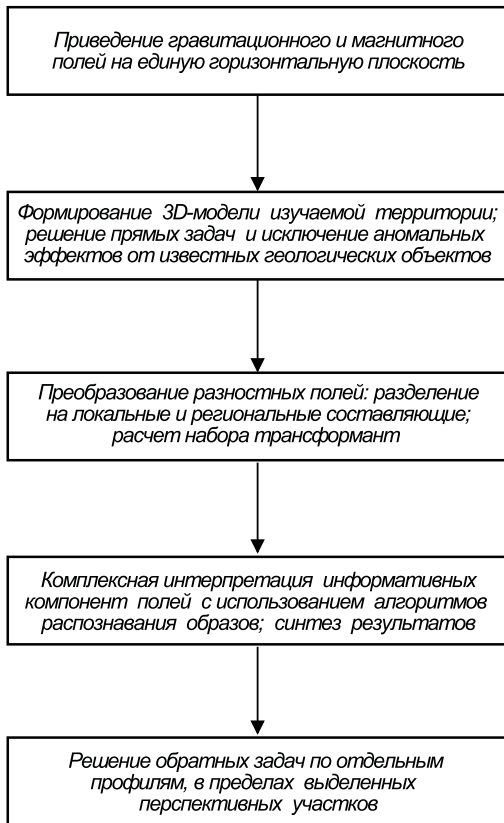 Приведение гравитационного и магнитного
полей на единую горизонтальную плоскость
Формирование 3D-модели изучаемой территории;
решение прямых задач и исключение аномальных
эффектов от известных геологических объектов
Преобразование разностных полей: разделение
на локальные и региональные составляющие;
расчет набора трансформант
Комплексная интерпретация информативных
компонент полей с использованием алгоритмов
распознавания образов; синтез результатов
Решение обратных задач по отдельным
профилям, в пределах выделенных
перспективных участков